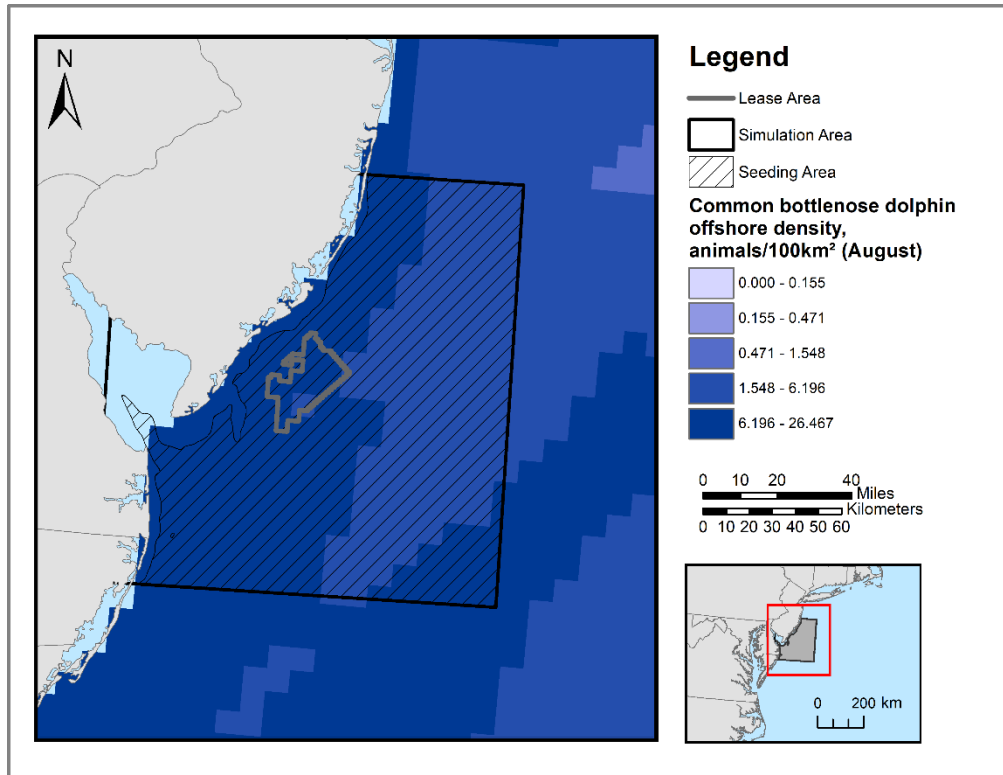 N
Legend
Lease Area
Simulation Area
Seeding Area
Common bottlenose dolphin
offshore density,
animals/100km² (August)
0.000 - 0.155
0.155 - 0.471
0.471 - 1.548
1.548 - 6.196
6.196 - 26.467
0 10 20 40
Miles
Kilometers
0 10 20 30 40 50 60
0 200 km